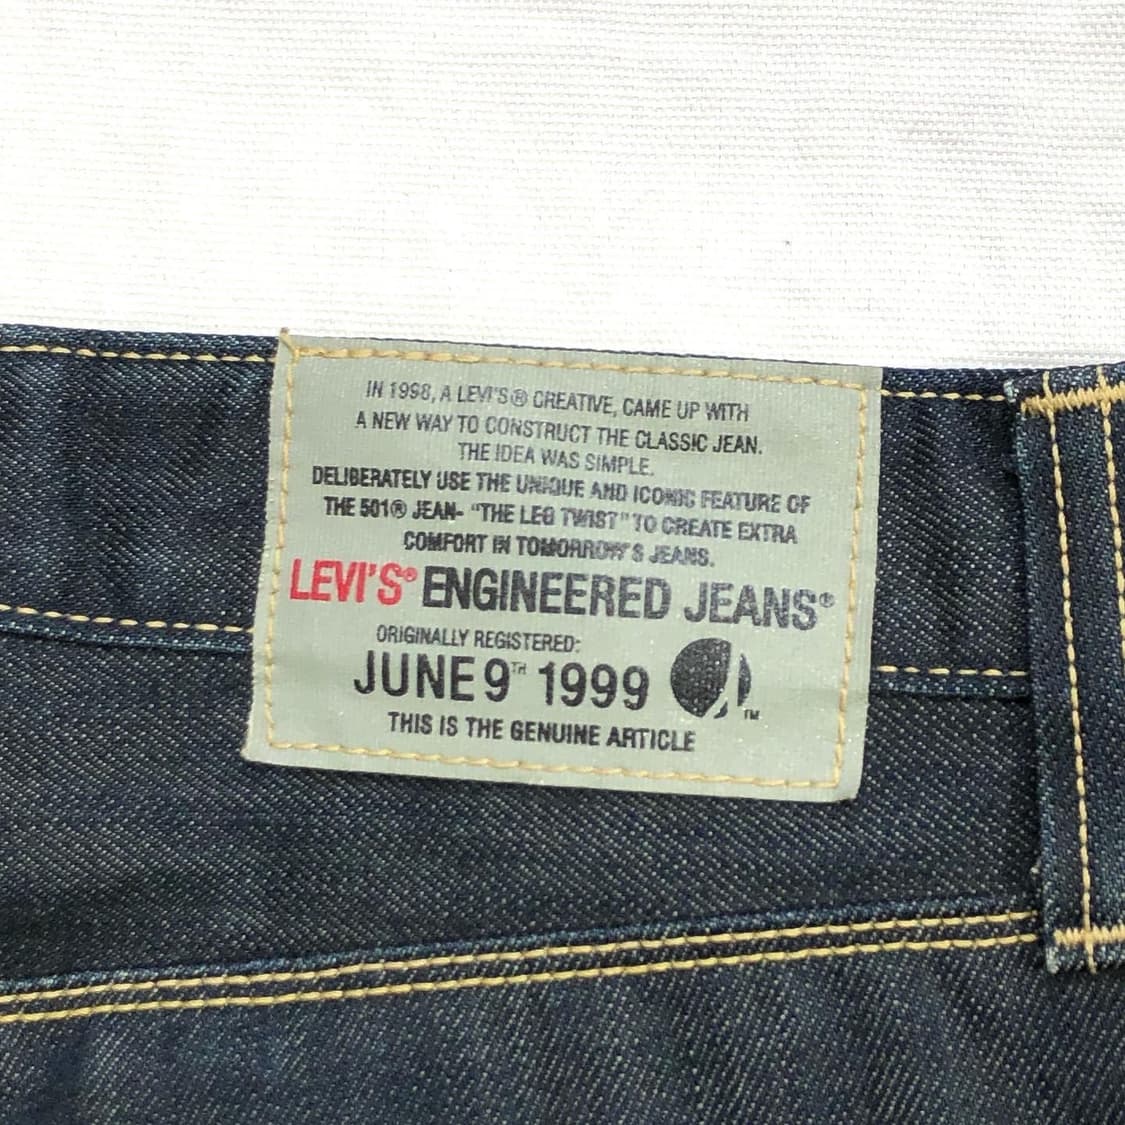 IN 1998, A LEVI'S® CREATIVE, CAME UP WITH
A NEW WAY TO CONSTRUCT THE CLASSIC JEAN.
THE IDEA WAS SIMPLE.
DELIBERATELY USE THE UNIQUE AND ICONIC FEATURE OF
THE 501® JEAN- "THE LEG TWIST" TO CREATE EXTRA
COMFORT IN TOMORROW'S JEANS.
LEVI'S® ENGINEERED JEANS®
ORIGINALLY REGISTERED:
JUNE 9TH 1999
TM
THIS IS THE GENUINE ARTICLE